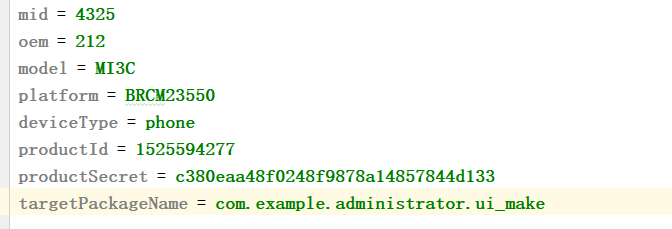 mid = 4325
oem = 212
model = MI3C
platform = BRCM23550
deviceType = phone
productId = 1525594277
productSecret = c380eaa48f0248f9878a14857844d133
targetPackageName = com.example.administrator.ui_make